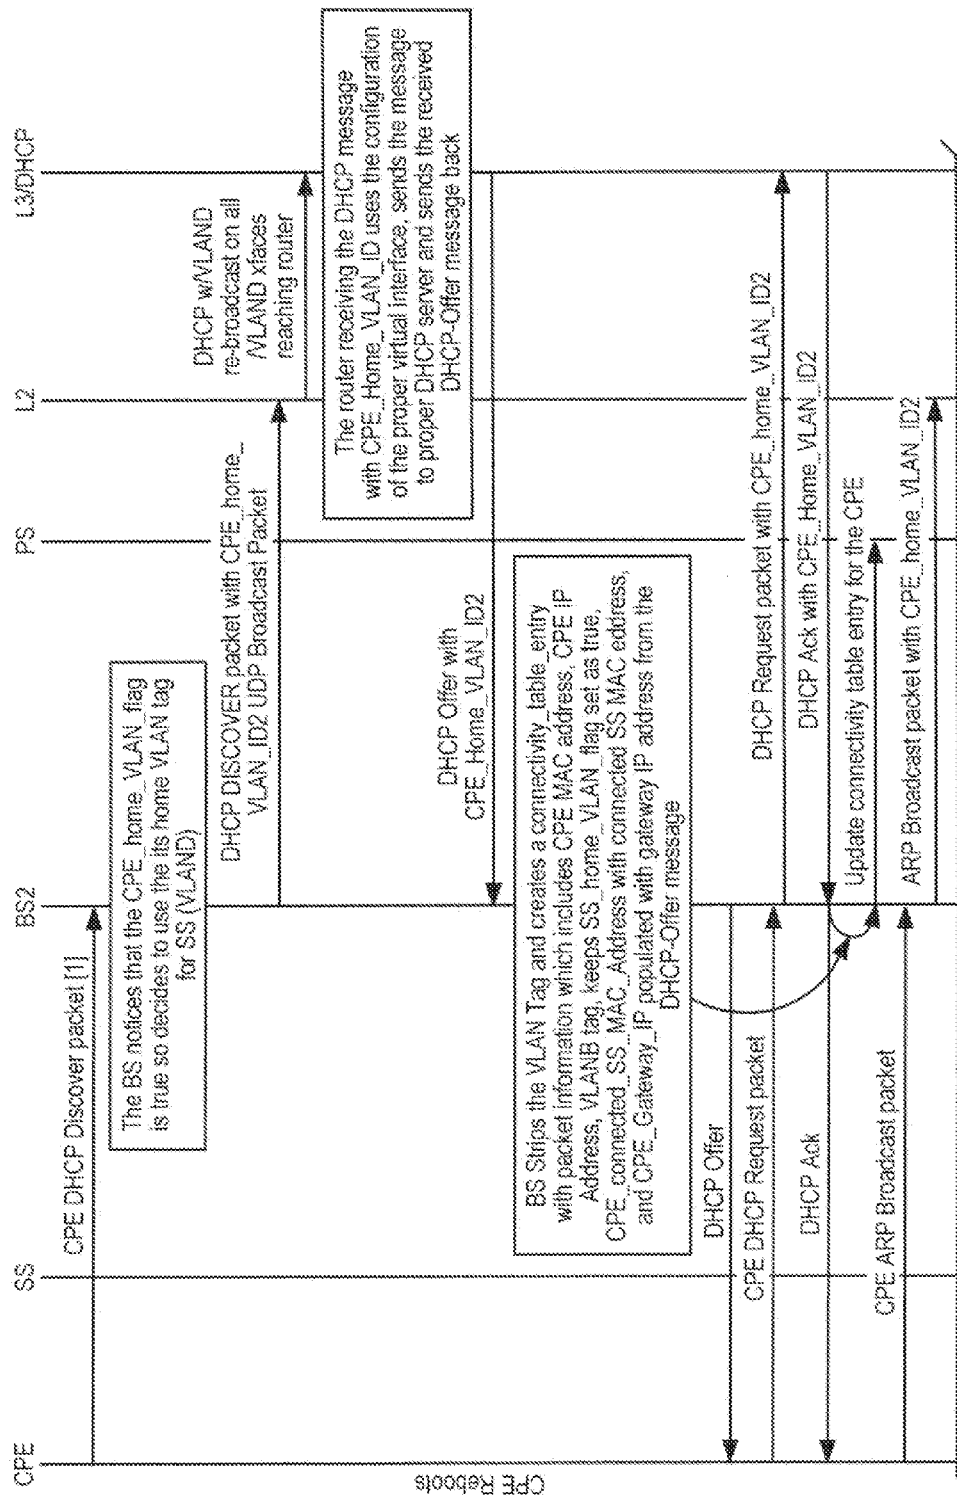 CPE
SS
BS2
PS
L2
L3/DHCP
CPE Reboots
CPE DHCP Discover packet [1]
The BS notices that the CPE_home_VLAN_flag
is true so decides to use the its home VLAN tag
for SS (VLAND)
DHCP DISCOVER packet with CPE_home_
VLAN_ID2 UDP Broadcast Packet
DHCP w/VLAND
re-broadcast on all
/VLAND xfaces
reaching router
The router receiving the DHCP message
with CPE_Home_VLAN_ID uses the configuration
of the proper virtual interface, sends the message
to proper DHCP server and sends the received
DHCP-Offer message back
DHCP Offer with
CPE_Home_VLAN_ID2
BS Strips the VLAN Tag and creates a connectivity_table_entry
with packet information which includes CPE MAC address, CPE IP
Address, VLANB tag, keeps SS_home_VLAN_flag set as true,
CPE_connected_SS_MAC_Address with connected SS MAC address,
and CPE_Gateway_IP populated with gateway IP address from the
DHCP-Offer message
DHCP Offer
CPE DHCP Request packet
DHCP Request packet with CPE_home_VLAN_ID2
DHCP Ack with CPE_Home_VLAN_ID2
DHCP Ack
Update connectivity table entry for the CPE
CPE ARP Broadcast packet
ARP Broadcast packet with CPE_home_VLAN_ID2